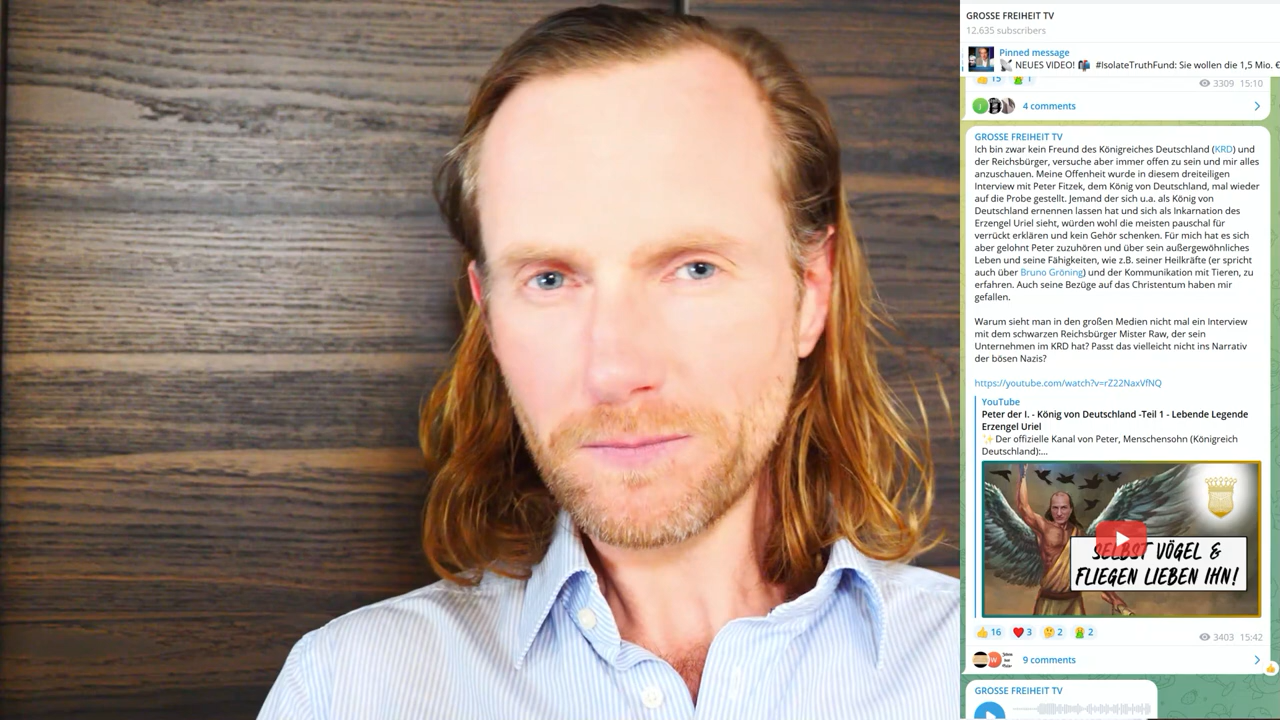 GROSSE FREIHEIT TV
12.635 subscribers
Pinned message
NEUES VIDEO! #IsolateTruthFund: Sie wollen die 1,5 Mio. €
15 1
3309 15:10
4 comments
GROSSE FREIHEIT TV
Ich bin zwar kein Freund des Königreiches Deutschland (KRD) und
der Reichsbürger, versuche aber immer offen zu sein und mir alles
anzuschauen. Meine Offenheit wurde in diesem dreiteiligen
Interview mit Peter Fitzek, dem König von Deutschland, mal wieder
auf die Probe gestellt. Jemand der sich u.a. als König von
Deutschland ernennen lassen hat und sich als Inkarnation des
Erzengel Uriel sieht, würden wohl die meisten pauschal für
verrückt erklären und kein Gehör schenken. Für mich hat es sich
aber gelohnt Peter zuzuhören und über sein außergewöhnliches
Leben und seine Fähigkeiten, wie z.B. seiner Heilkräfte (er spricht
auch über Bruno Gröning) und der Kommunikation mit Tieren, zu
erfahren. Auch seine Bezüge auf das Christentum haben mir
gefallen.
Warum sieht man in den großen Medien nicht mal ein Interview
mit dem schwarzen Reichsbürger Mister Raw, der sein
Unternehmen im KRD hat? Passt das vielleicht nicht ins Narrativ
der bösen Nazis?
https://youtube.com/watch?v=rZ22NaxVfNQ
YouTube
Peter der I. - König von Deutschland -Teil 1 - Lebende Legende
Erzengel Uriel
✨Der offizielle Kanal von Peter, Menschensohn (Königreich
Deutschland):...
SELBST VÖGEL &
FLIEGEN LIEBEN IHN!
16 3 2 2
3403 15:42
9 comments
GROSSE FREIHEIT TV